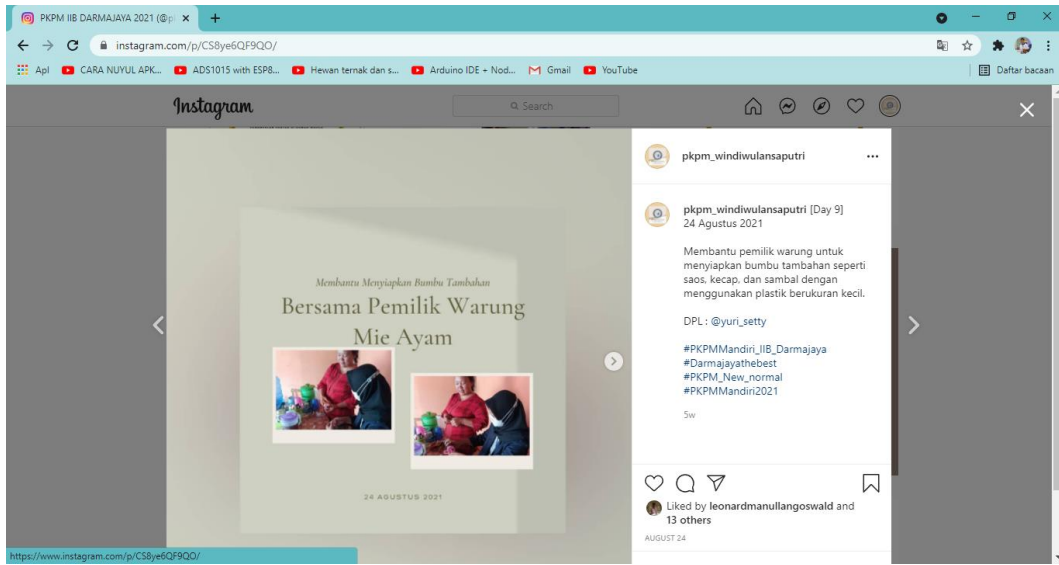 PKPM IIB DARMAJAYA 2021 (@p
instagram.com/p/CS8ye6QF9QO/
Apl
CARA NUYUL APK...
ADS1015 with ESP8...
Hewan ternak dan s...
Arduino IDE + Nod...
Gmail
YouTube
Daftar bacaan
Instagram
Search
Membantu Menyiapkan Bumbu Tambahan
Bersama Pemilik Warung
Mie Ayam
24 AGUSTUS 2021
pkpm_windiwulansaputri
pkpm_windiwulansaputri [Day 9]
24 Agustus 2021
Membantu pemilik warung untuk
menyiapkan bumbu tambahan seperti
saos, kecap, dan sambal dengan
menggunakan plastik berukuran kecil.
DPL : @yuri_setty
#PKPMMandiri_IIB_Darmajaya
#Darmajayathebest
#PKPM_New_normal
#PKPMMandiri2021
5w
Liked by leonardmanullangoswald and
13 others
AUGUST 24
https://www.instagram.com/p/CS8ye6QF9QO/